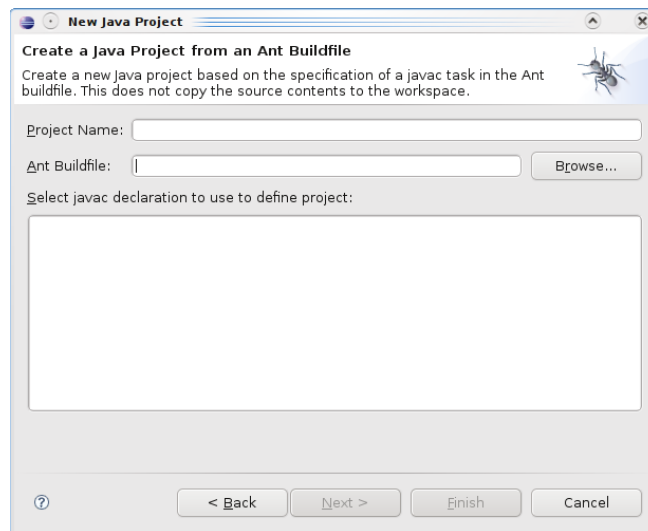 New Java Project
Create a Java Project from an Ant Buildfile
Create a new Java project based on the specification of a javac task in the Ant
buildfile. This does not copy the source contents to the workspace.
Project Name:
Ant Buildfile:
Browse...
Select javac declaration to use to define project:
?
< Back
Next >
Finish
Cancel